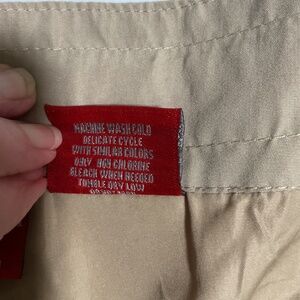 MACHINE WASH COLD
DELICATE CYCLE
WITH SIMILAR COLORS
ONLY NON CHLORINE
BLEACH WHEN NEEDED
TUMBLE DRY LOW